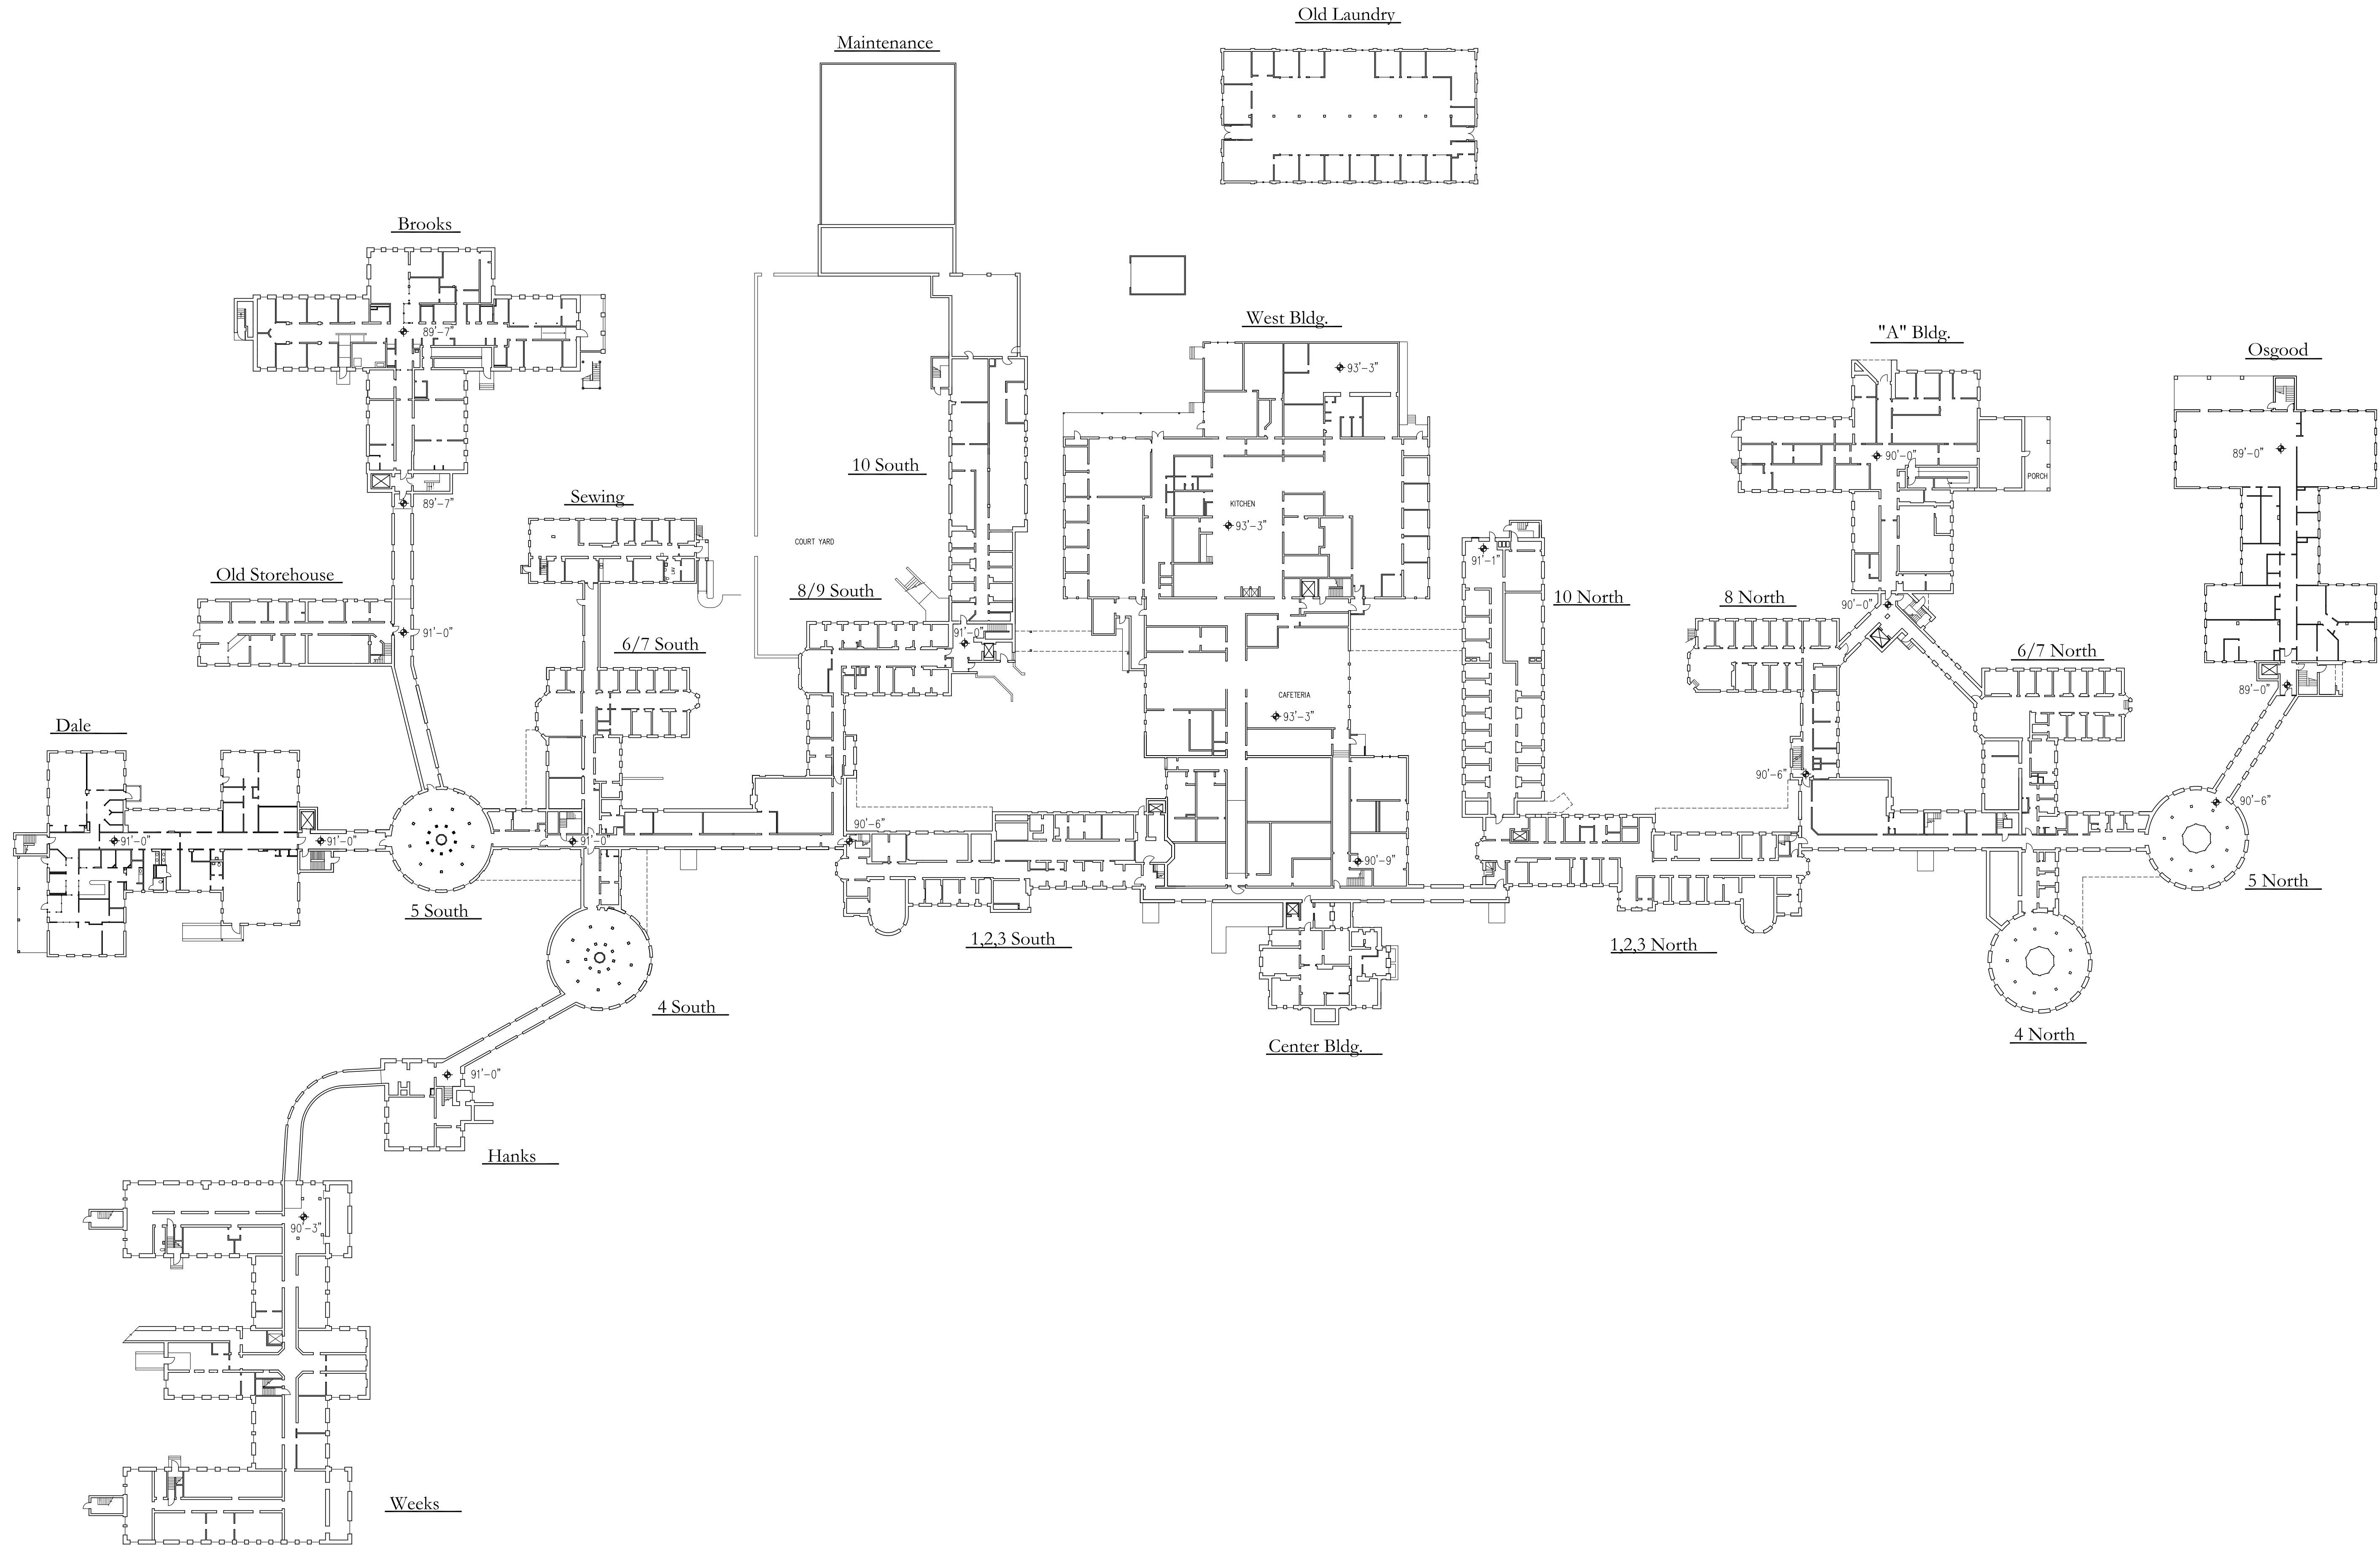 Old Laundry
Maintenance
Brooks
West Bldg.
"A" Bldg.
Osgood
89'-7"
93'-3"
10 South
89'-0"
90'-0"
PORCH
Sewing
89'-7"
KITCHEN
93'-3"
COURT YARD
91'-1"
Old Storehouse
8/9 South
10 North
8 North
90'-0"
91'-0"
91'-0"
LAV
6/7 South
6/7 North
CAFETERIA
89'-0"
93'-3"
Dale
90'-6"
90'-6"
90'-6"
91'-0"
91'-0"
91'-0"
90'-9"
5 South
5 North
1,2,3 South
1,2,3 North
4 South
4 North
Center Bldg.
91'-0"
Hanks
90'-3"
Weeks